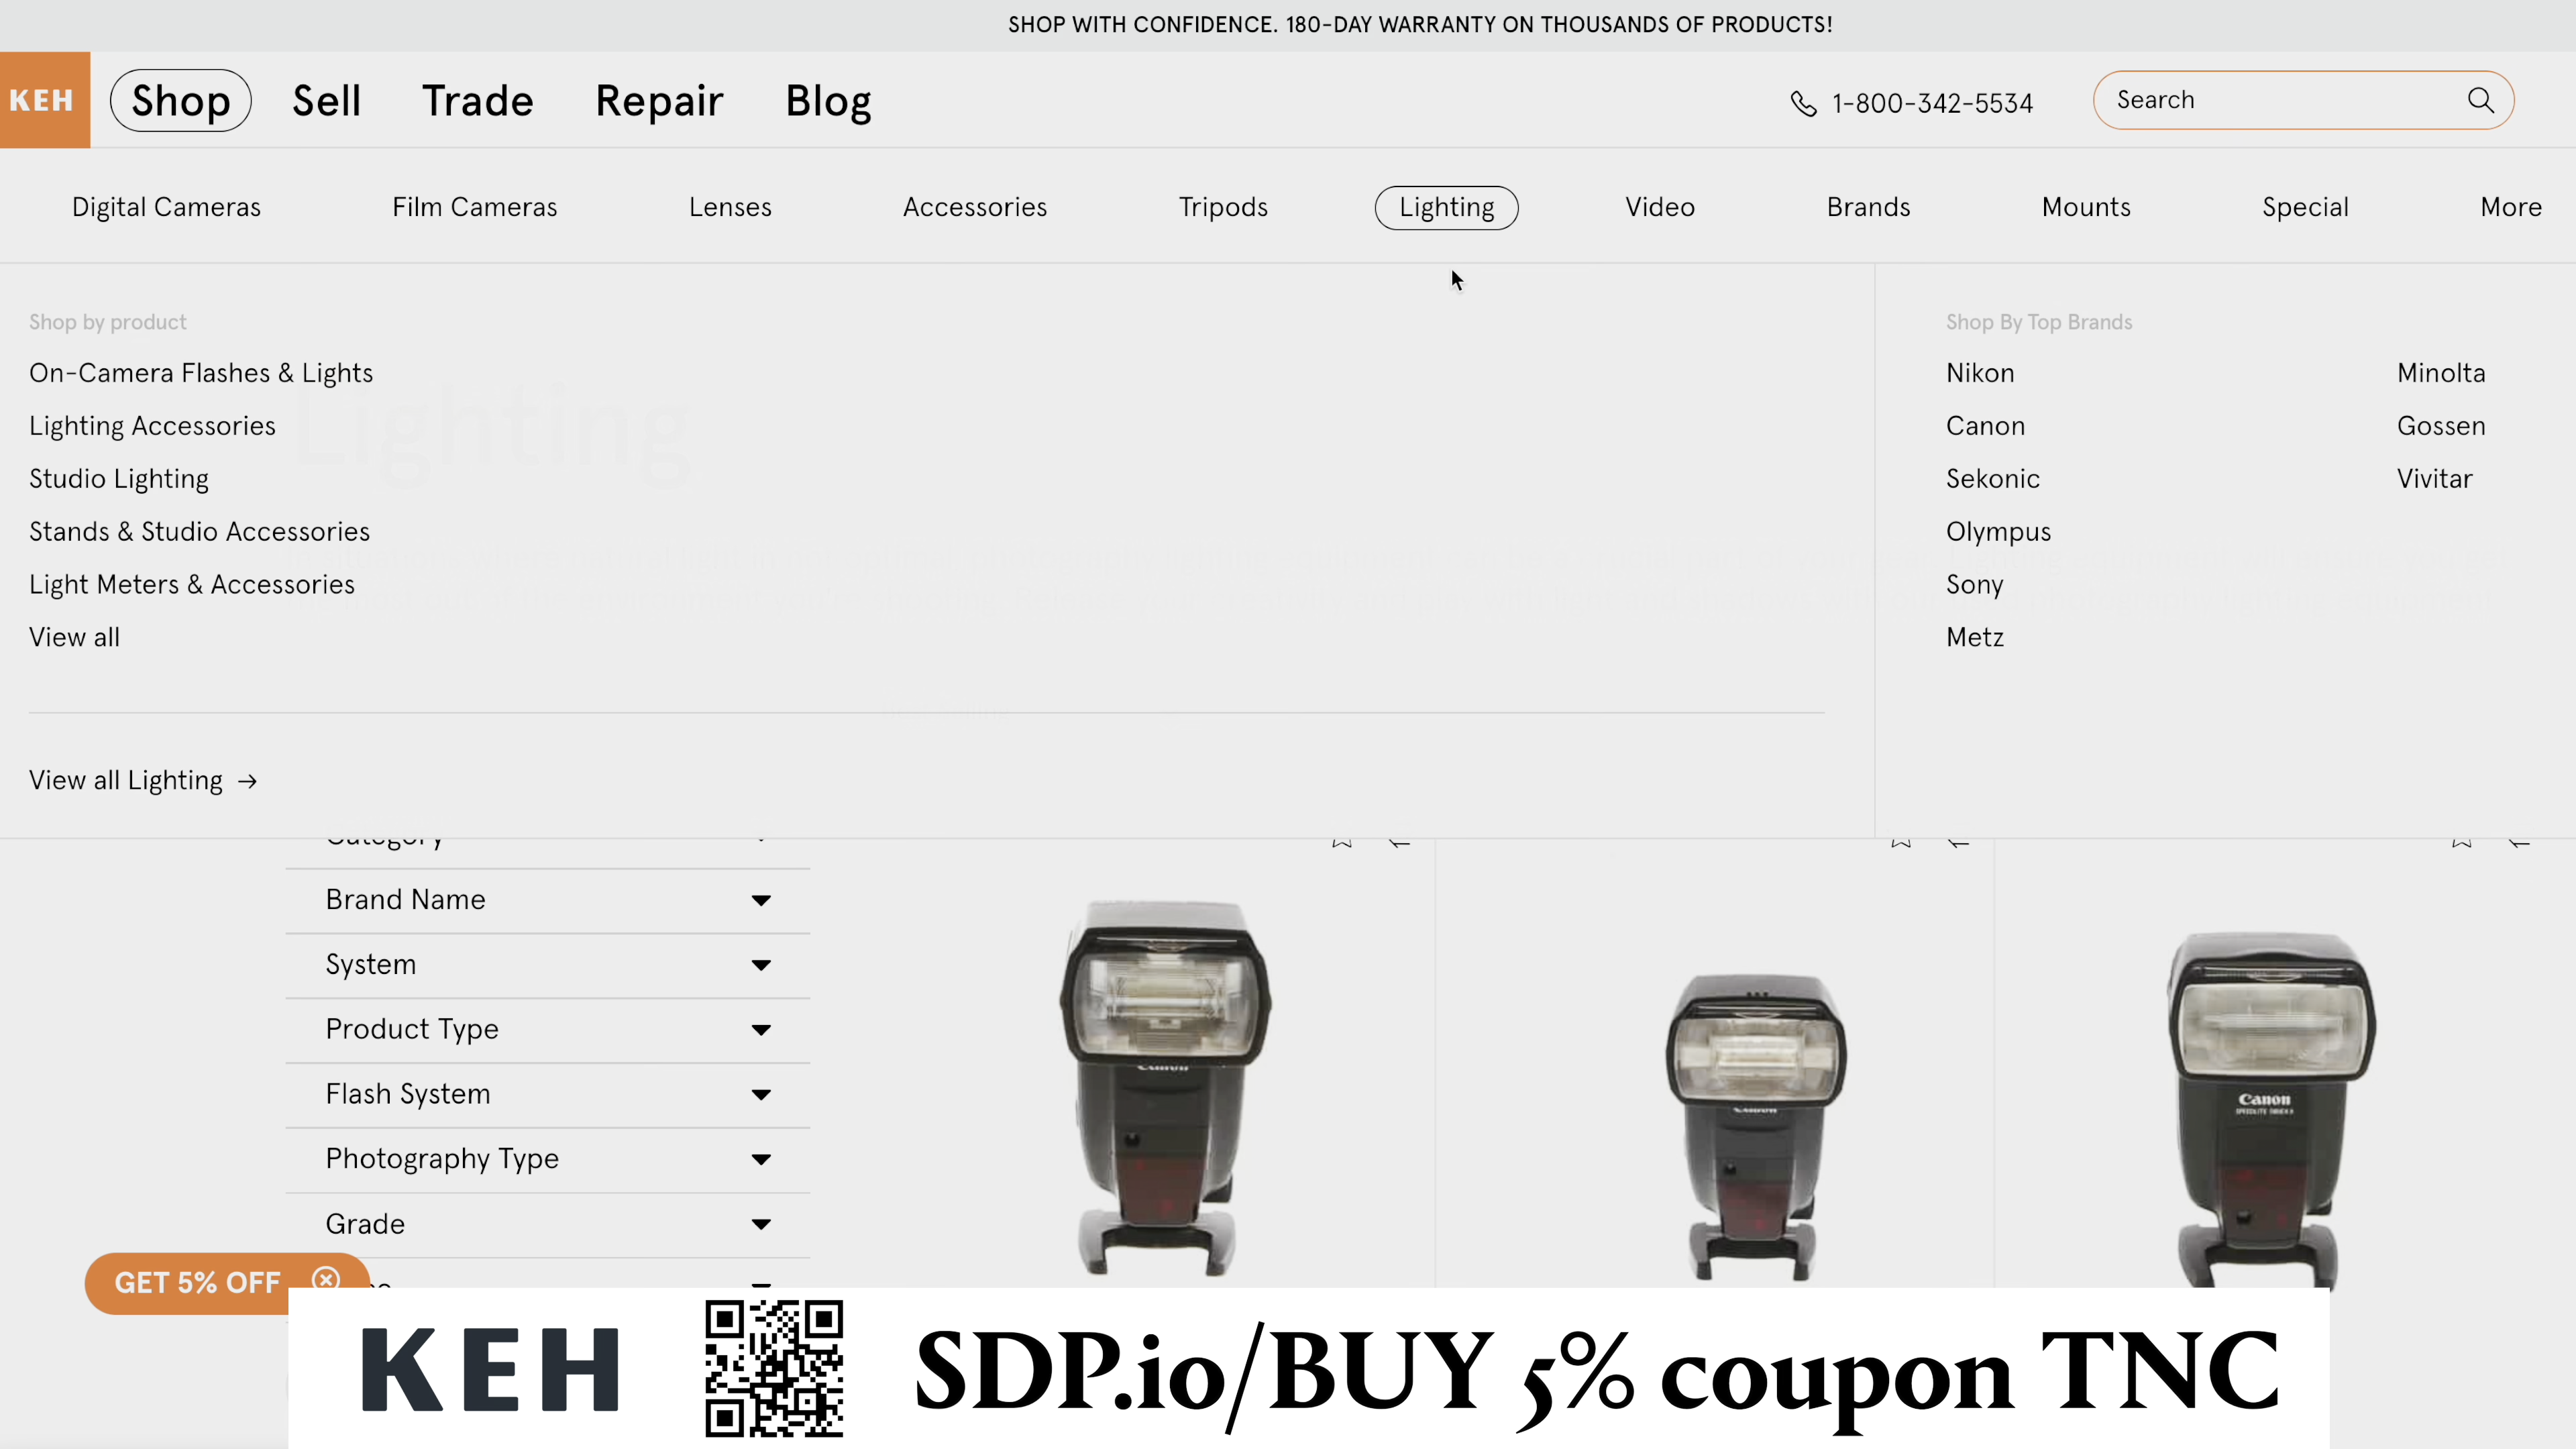 SHOP WITH CONFIDENCE. 180-DAY WARRANTY ON THOUSANDS OF PRODUCTS!
KEH Shop Sell Trade Repair Blog 1-800-342-5534 Search
Digital Cameras Film Cameras Lenses Accessories Tripods Lighting Video Brands Mounts Special More
Shop by product
On-Camera Flashes & Lights
Lighting Accessories
Studio Lighting
Stands & Studio Accessories
Light Meters & Accessories
View all
View all Lighting →
Shop By Top Brands
Nikon
Canon
Sekonic
Olympus
Sony
Metz
Minolta
Gossen
Vivitar
Lighting
Category
Brand Name
System
Product Type
Flash System
Photography Type
Grade
Canon
Canon
Canon
GET 5% OFF
KEH SDP.io/BUY 5% coupon TNC